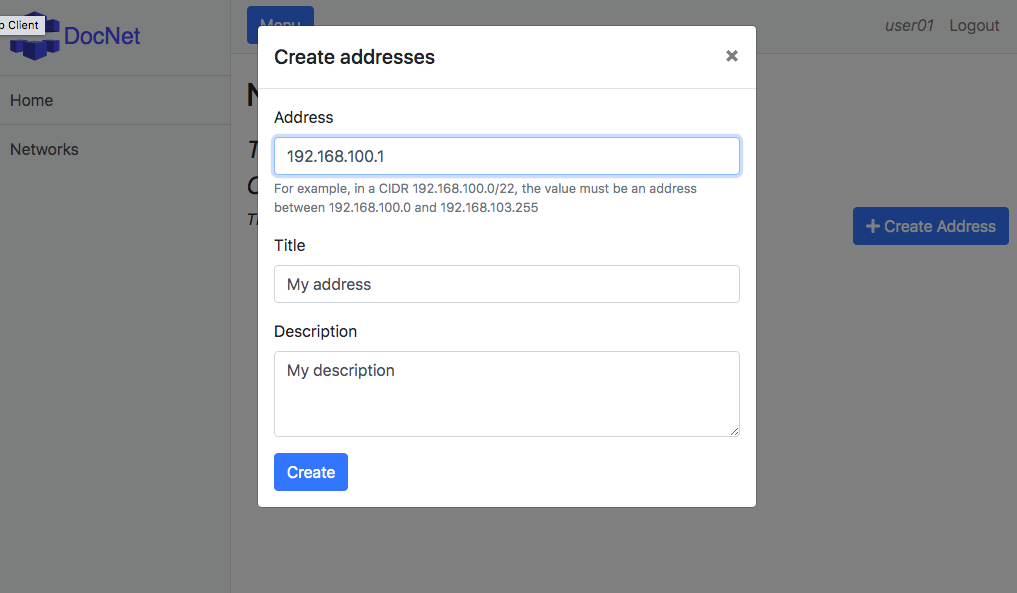 Client
DocNet
Menu
user01 Logout
Home
Networks
Create addresses
Address
192.168.100.1
For example, in a CIDR 192.168.100.0/22, the value must be an address
between 192.168.100.0 and 192.168.103.255
Create Address
Title
My address
Description
My description
Create